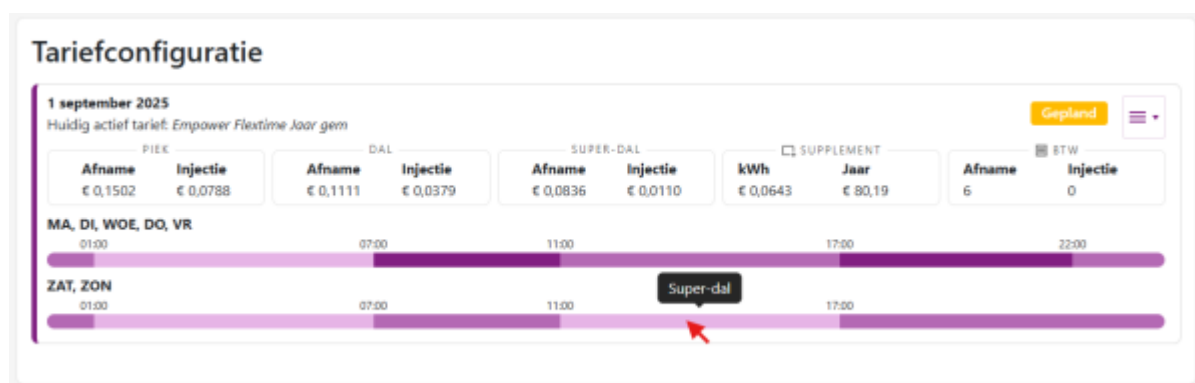 Tariefconfiguratie
1 september 2025
Huidig actief tarief: Empower Flextime Jaar gem
Gepland
PIEK DAL SUPER-DAL SUPPLEMENT BTW
Afname Injectie Afname Injectie Afname Injectie kWh Jaar Afname Injectie
€ 0,1502 € 0,0788 € 0,1111 € 0,0379 € 0,0836 € 0,0110 € 0,0643 € 80,19 6 0
MA, DI, WOE, DO, VR
01:00 07:00 11:00 17:00 22:00
ZAT, ZON
Super-dal
01:00 07:00 11:00 17:00